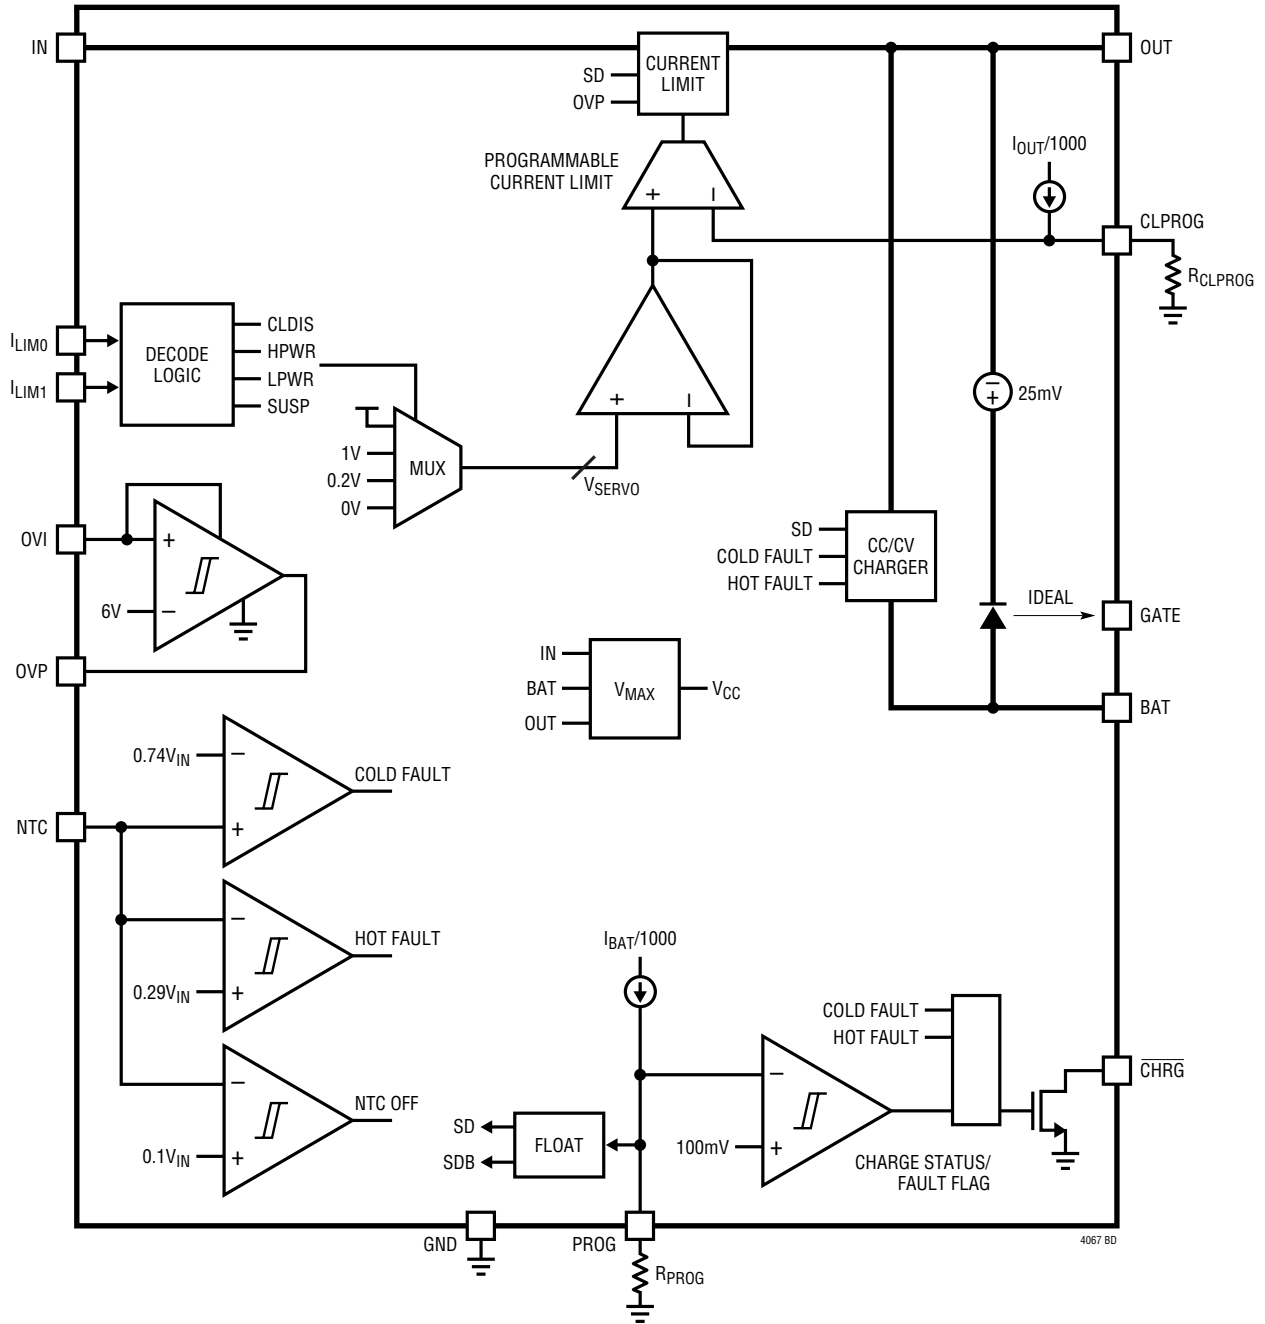 IN
CURRENT
LIMIT
SD
OVP
OUT
PROGRAMMABLE
CURRENT LIMIT
+
−
IOUT/1000
CLPROG
RCLPROG
ILIM0
ILIM1
DECODE
LOGIC
CLDIS
HPWR
LPWR
SUSP
1V
0.2V
0V
MUX
VSERVO
+
−
−
+
25mV
OVI
+
6V
−
OVP
SD
COLD FAULT
HOT FAULT
CC/CV
CHARGER
IDEAL
GATE
IN
BAT
OUT
VMAX
VCC
BAT
0.74VIN
−
COLD FAULT
NTC
+
−
HOT FAULT
0.29VIN
+
−
NTC OFF
0.1VIN
+
IBAT/1000
SD
SDB
FLOAT
−
100mV
+
COLD FAULT
HOT FAULT
CHRG
CHARGE STATUS/
FAULT FLAG
GND
PROG
RPROG
4067 BD